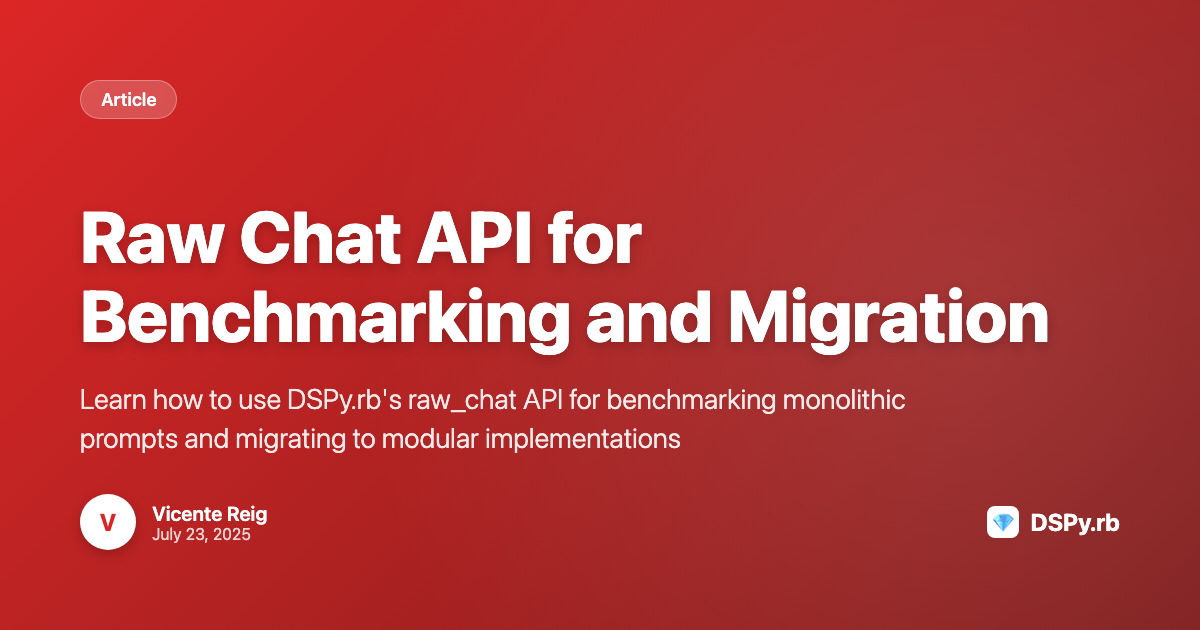 Article
Raw Chat API for
Benchmarking and Migration
Learn how to use DSPy.rb's raw_chat API for benchmarking monolithic
prompts and migrating to modular implementations
V
Vicente Reig
July 23, 2025
DSPy.rb